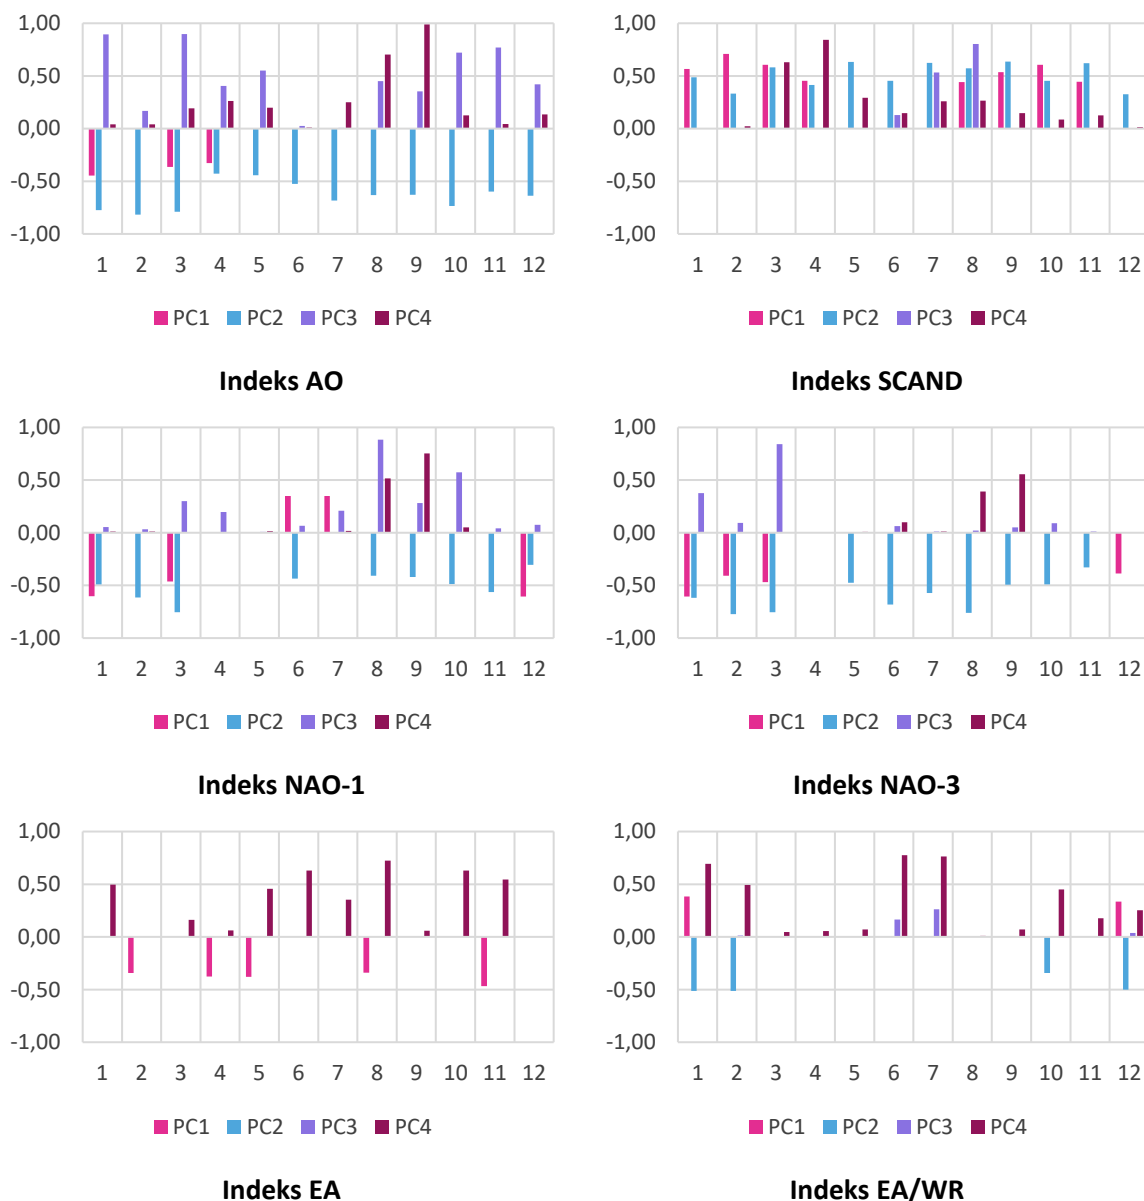 1,00
0,50
0,00
-0,50
-1,00
1 2 3 4 5 6 7 8 9 10 11 12
PC1 PC2 PC3 PC4
Indeks AO
1,00
0,50
0,00
-0,50
-1,00
1 2 3 4 5 6 7 8 9 10 11 12
PC1 PC2 PC3 PC4
Indeks SCAND
1,00
0,50
0,00
-0,50
-1,00
1 2 3 4 5 6 7 8 9 10 11 12
PC1 PC2 PC3 PC4
Indeks NAO-1
1,00
0,50
0,00
-0,50
-1,00
1 2 3 4 5 6 7 8 9 10 11 12
PC1 PC2 PC3 PC4
Indeks NAO-3
1,00
0,50
0,00
-0,50
-1,00
1 2 3 4 5 6 7 8 9 10 11 12
PC1 PC2 PC3 PC4
Indeks EA
1,00
0,50
0,00
-0,50
-1,00
1 2 3 4 5 6 7 8 9 10 11 12
PC1 PC2 PC3 PC4
Indeks EA/WR